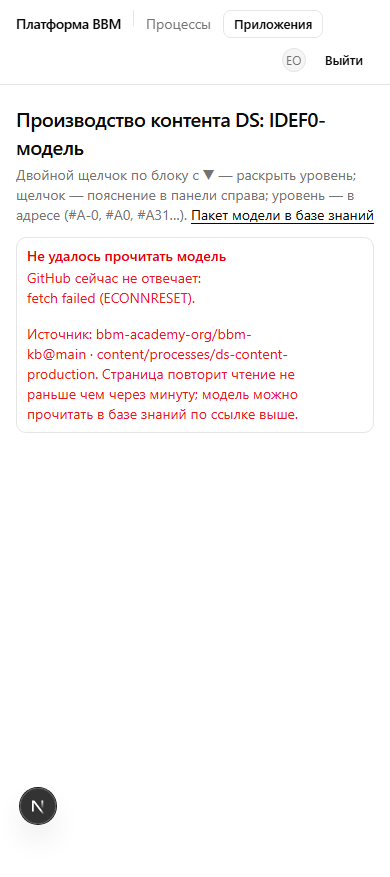 Платформа BBM
Процессы
Приложения
EO
Выйти
Производство контента DS: IDEF0-
модель
Двойной щелчок по блоку с ▼ — раскрыть уровень;
щелчок — пояснение в панели справа; уровень — в
адресе (#A-0, #A0, #A31…). Пакет модели в базе знаний
Не удалось прочитать модель
GitHub сейчас не отвечает:
fetch failed (ECONNRESET).
Источник: bbm-academy-org/bbm-
kb@main · content/processes/ds-content-
production. Страница повторит чтение не
раньше чем через минуту; модель можно
прочитать в базе знаний по ссылке выше.
N